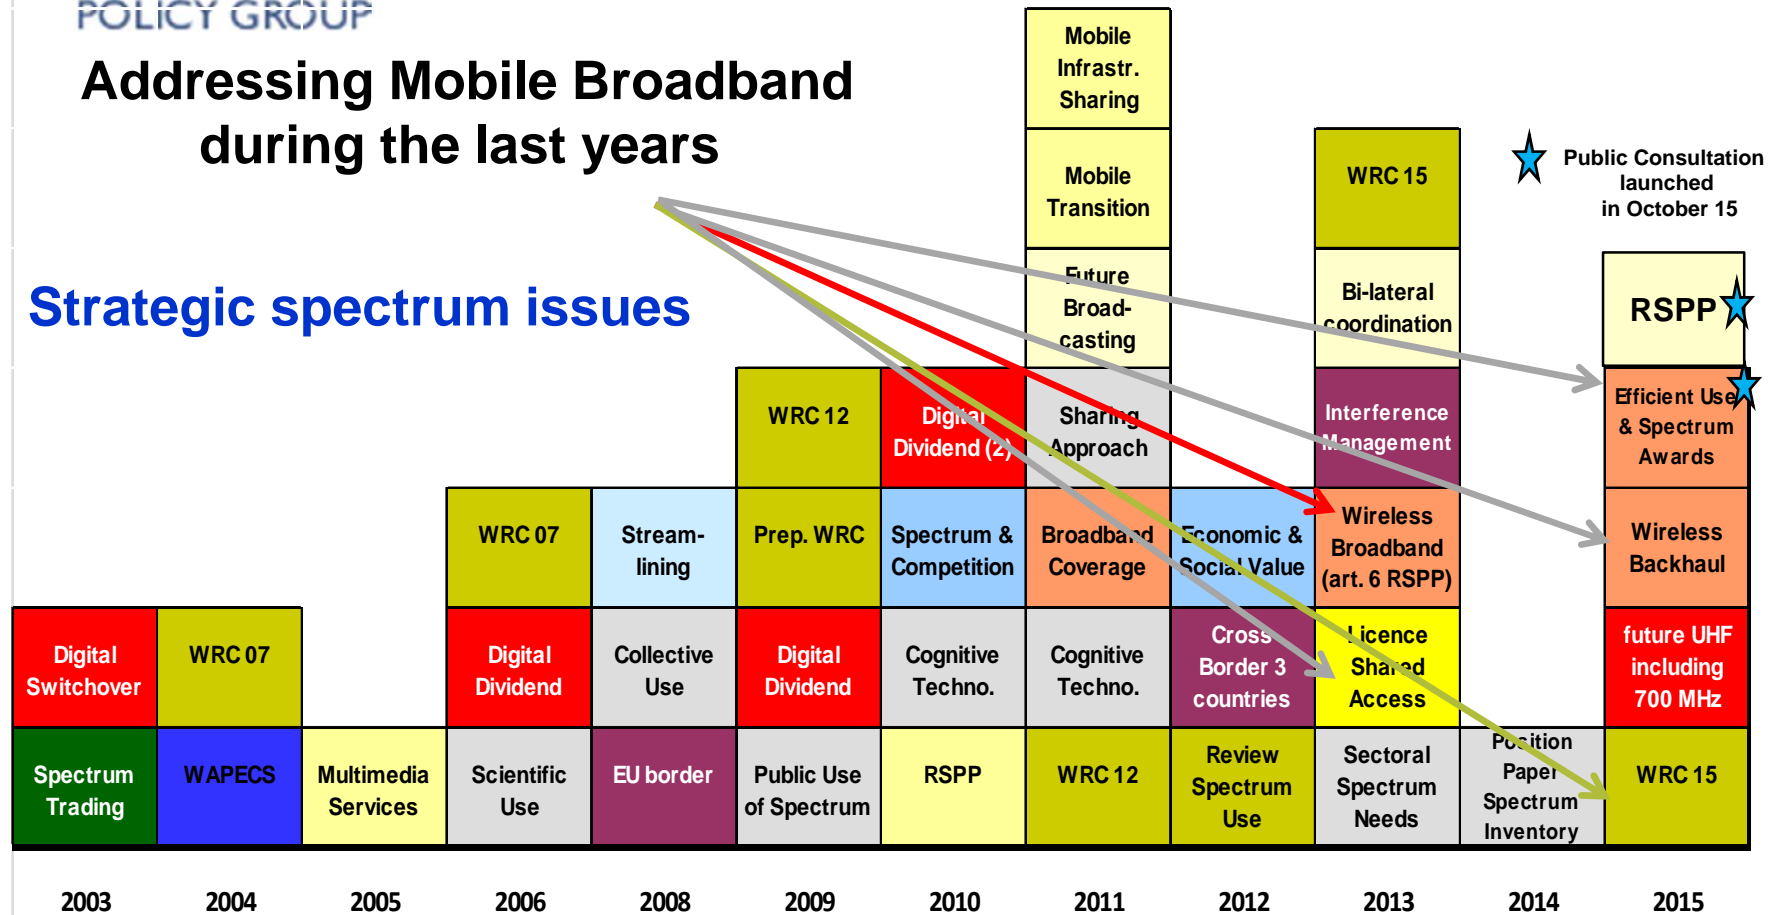 POLICY GROUP
Addressing Mobile Broadband
during the last years
Strategic spectrum issues
Public Consultation
launched
in October 15
Mobile
Infrastr.
Sharing
Mobile
Transition
WRC 15
Future
Broad-
casting
Bi-lateral
coordination
RSPP
WRC 12
Digital
Dividend (2)
Sharing
Approach
Interference
Management
Efficient Use
& Spectrum
Awards
WRC 07
Stream-
lining
Prep. WRC
Spectrum &
Competition
Broadband
Coverage
Economic &
Social Value
Wireless
Broadband
(art. 6 RSPP)
Wireless
Backhaul
Digital
Switchover
WRC 07
Digital
Dividend
Collective
Use
Digital
Dividend
Cognitive
Techno.
Cognitive
Techno.
Cross
Border 3
countries
Licence
Shared
Access
future UHF
including
700 MHz
Spectrum
Trading
WAPECS
Multimedia
Services
Scientific
Use
EU border
Public Use
of Spectrum
RSPP
WRC 12
Review
Spectrum
Use
Sectoral
Spectrum
Needs
Position
Paper
Spectrum
Inventory
WRC 15
2003 2004 2005 2006 2008 2009 2010 2011 2012 2013 2014 2015